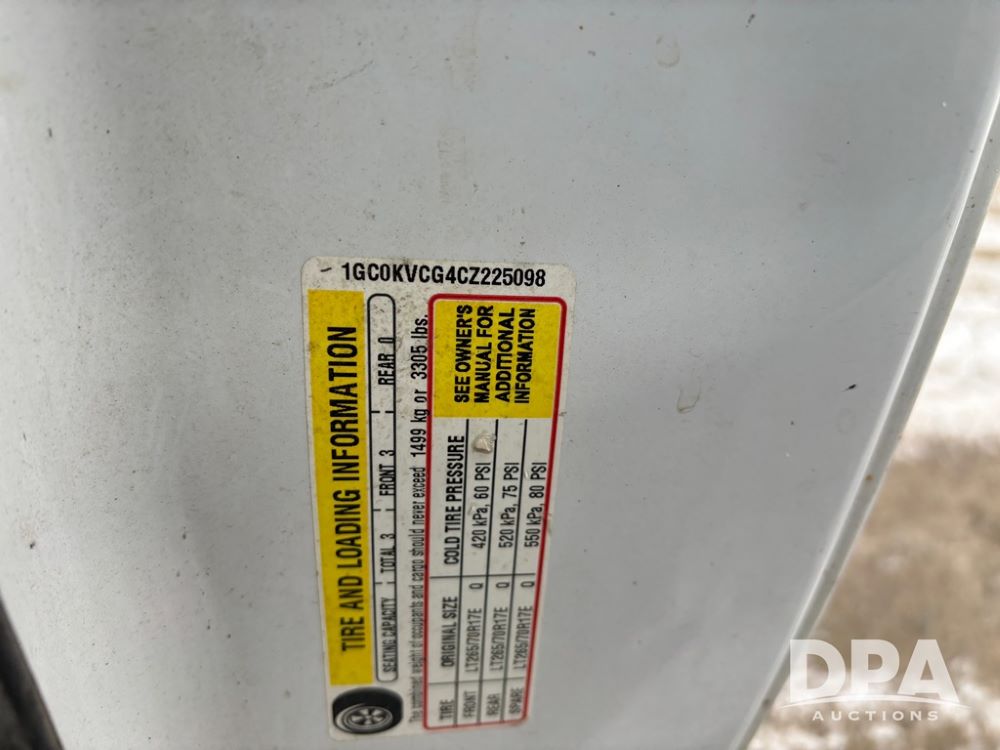 1GC0KVCG4CZ225098
TIRE AND LOADING INFORMATION
SEATING CAPACITY TOTAL 3 FRONT 3 REAR 0
The combined weight of occupants and cargo should never exceed 1499 kg or 3305 lbs.
TIRE ORIGINAL SIZE COLD TIRE PRESSURE
FRONT LT265/70R17E Q 420 kPa, 60 PSI
REAR LT265/70R17E Q 520 kPa, 75 PSI
SPARE LT265/70R17E Q 550 kPa, 80 PSI
SEE OWNER'S
MANUAL FOR
ADDITIONAL
INFORMATION
DPA
AUCTIONS